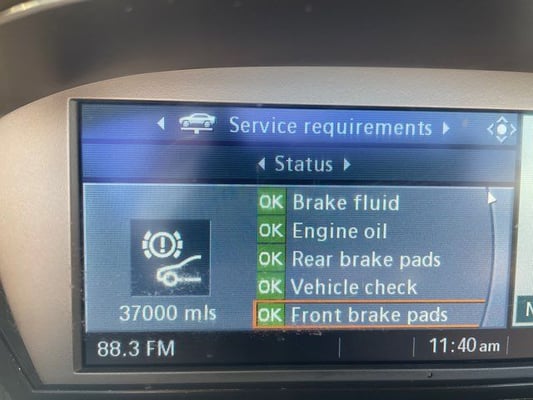 Service requirements
Status
OK Brake fluid
OK Engine oil
OK Rear brake pads
OK Vehicle check
OK Front brake pads
37000 mls
88.3 FM
11:40 am